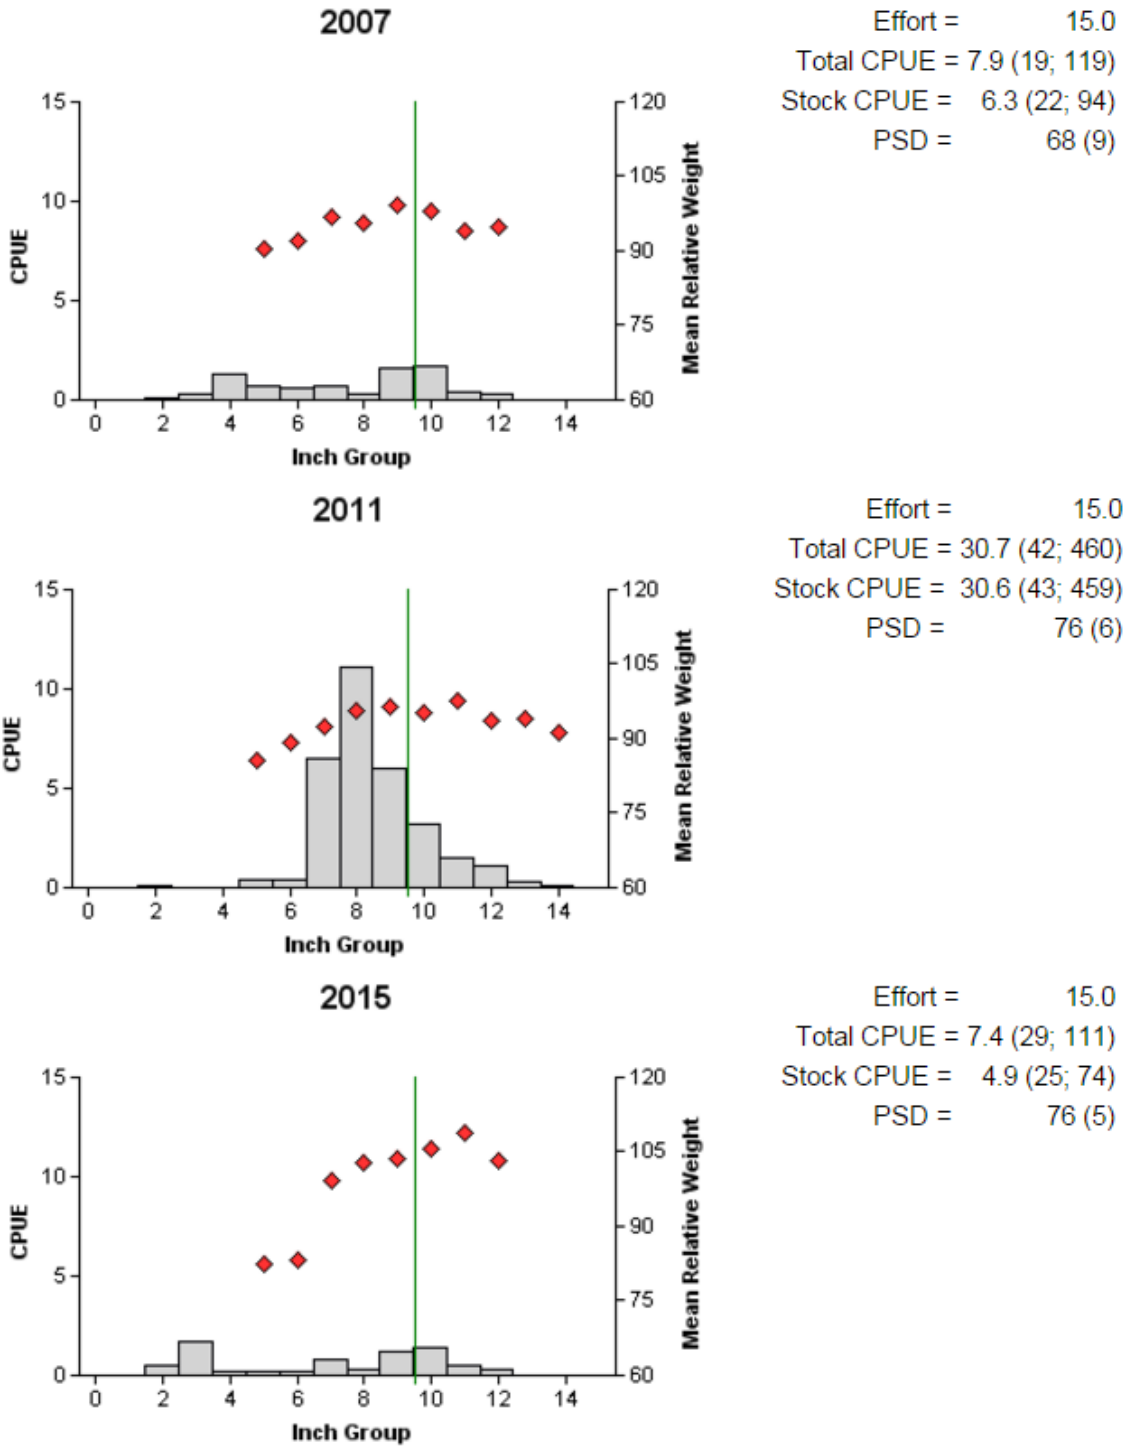 2007
Effort = 15.0
Total CPUE = 7.9 (19; 119)
Stock CPUE = 6.3 (22; 94)
PSD = 68 (9)
15 120
105
10
90
5
75
0 60
CPUE
Mean Relative Weight
0 2 4 6 8 10 12 14
Inch Group
2011
Effort = 15.0
Total CPUE = 30.7 (42; 460)
Stock CPUE = 30.6 (43; 459)
PSD = 76 (6)
15 120
105
10
90
5
75
0 60
CPUE
Mean Relative Weight
0 2 4 6 8 10 12 14
Inch Group
2015
Effort = 15.0
Total CPUE = 7.4 (29; 111)
Stock CPUE = 4.9 (25; 74)
PSD = 76 (5)
15 120
105
10
90
5
75
0 60
CPUE
Mean Relative Weight
0 2 4 6 8 10 12 14
Inch Group